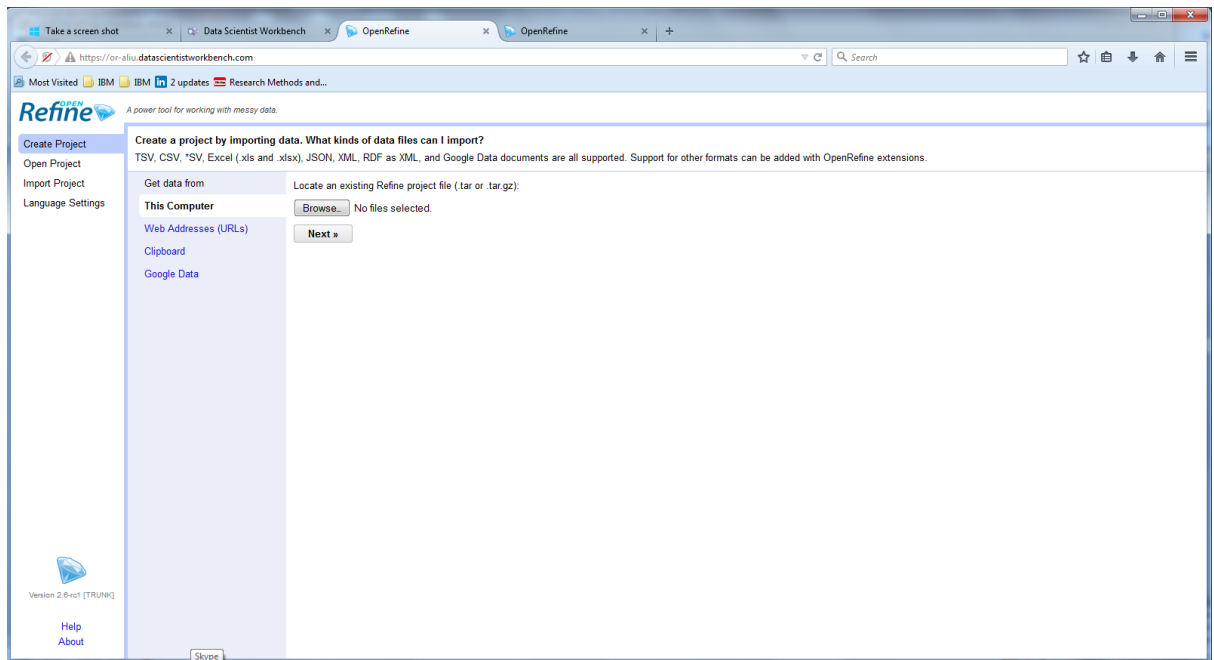 Take a screen shot
Data Scientist Workbench
OpenRefine
OpenRefine
https://or-aliu.datascientistworkbench.com
Search
Most Visited
IBM
IBM
2 updates
Research Methods and...
OPEN
Refine
A power tool for working with messy data.
Create Project
Open Project
Import Project
Language Settings
Create a project by importing data. What kinds of data files can I import?
TSV, CSV, *SV, Excel (.xls and .xlsx), JSON, XML, RDF as XML, and Google Data documents are all supported. Support for other formats can be added with OpenRefine extensions.
Get data from
This Computer
Web Addresses (URLs)
Clipboard
Google Data
Locate an existing Refine project file (.tar or .tar.gz):
Browse… No files selected.
Next »
Version 2.6-rc1 [TRUNK]
Help
About
Skype